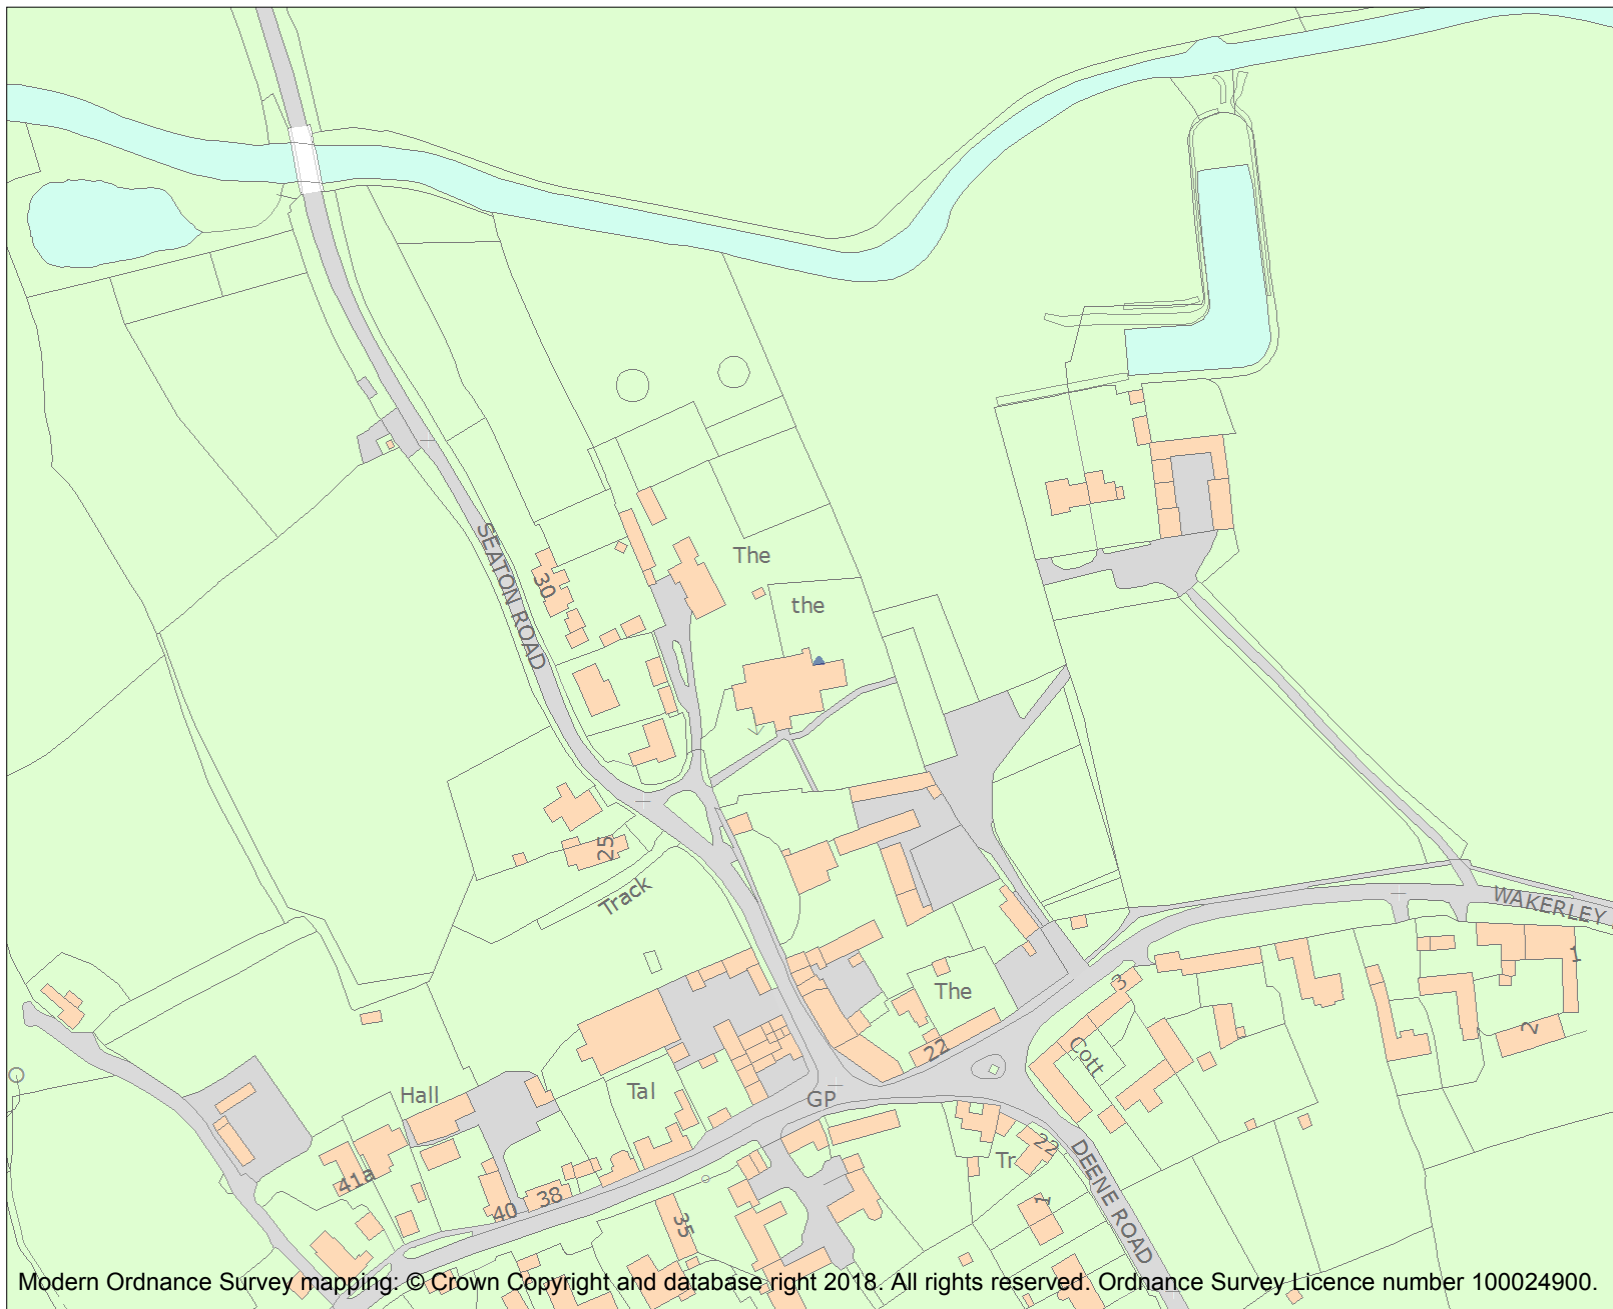 SEATON ROAD
30
The
the
25
Track
WAKERLEY
1
2
The
3
22
Cott
Hall
Tal
GP
41a
40
38
35
Tr
22
1
DEENE ROAD
Modern Ordnance Survey mapping: © Crown Copyright and database right 2018. All rights reserved. Ordnance Survey Licence number 100024900.